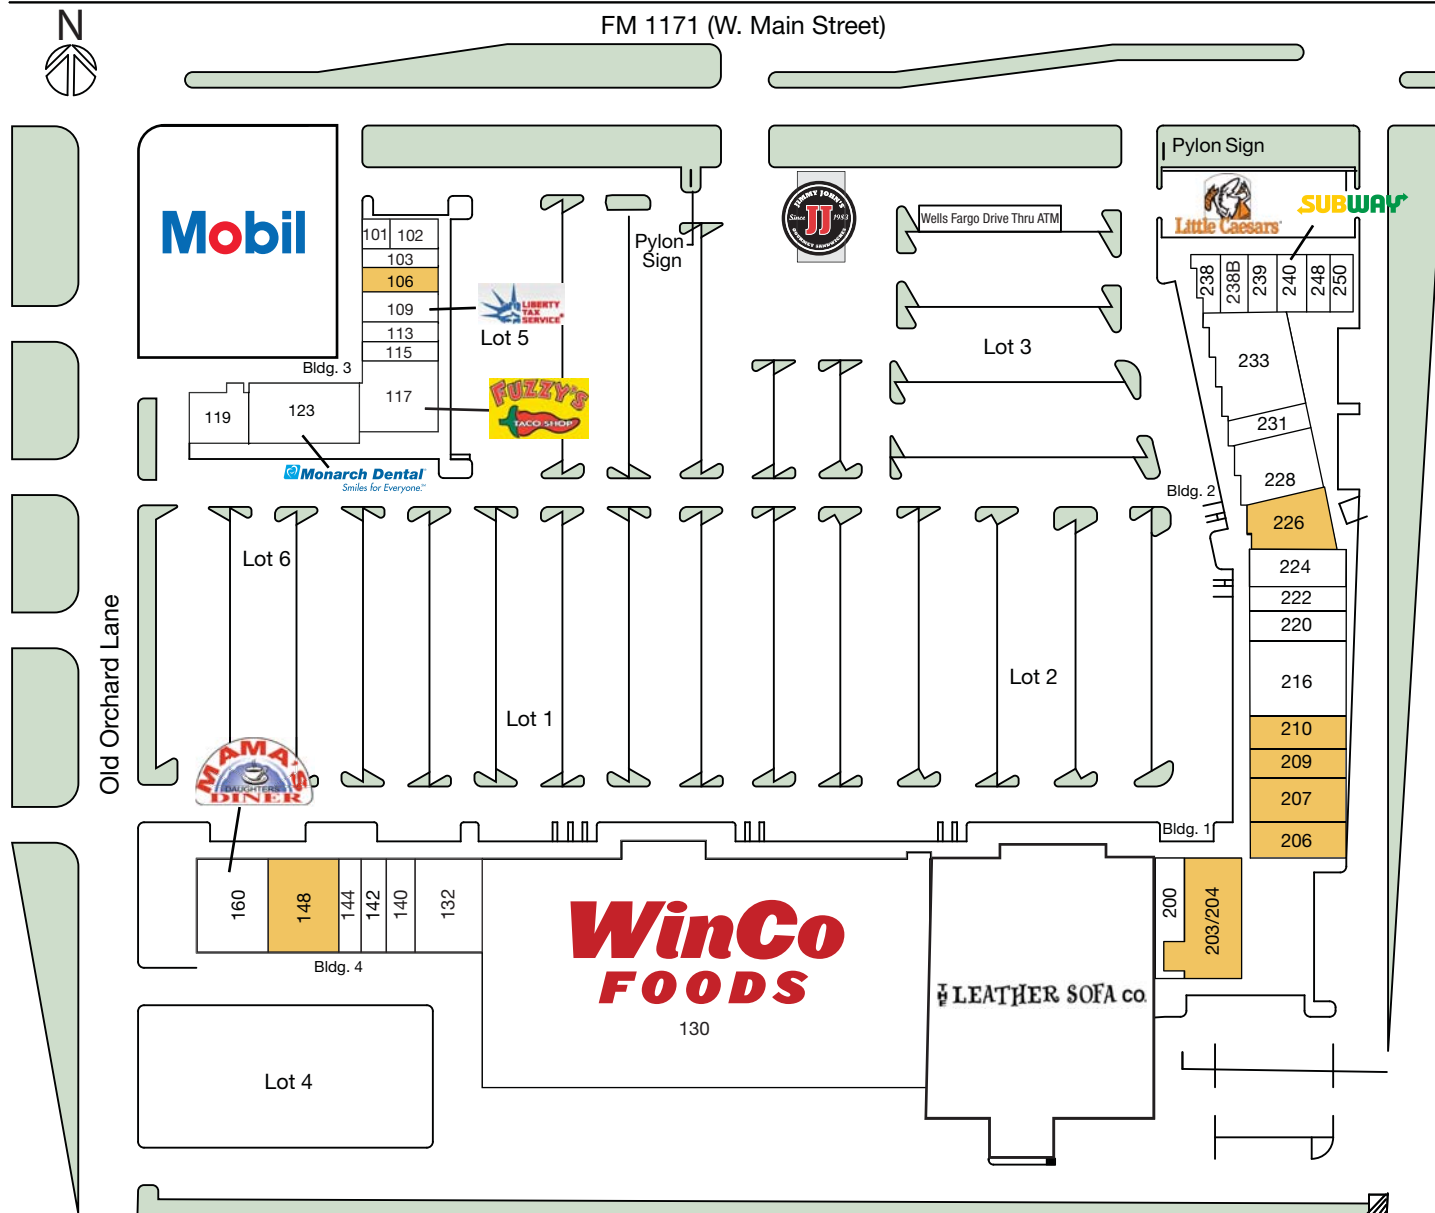 FM 1171 (W. Main Street)
N
Pylon Sign
Mobil
JIMMY JOHN'S
Since 1983
JJ
GOURMET SANDWICHES
Wells Fargo Drive Thru ATM
Little Caesars
SUBWAY
101
102
103
106
109
113
115
117
119
123
Bldg. 3
LIBERTY
TAX
SERVICE
Lot 5
Pylon
Sign
FUZZY'S
TACO SHOP
Monarch Dental
Smiles for Everyone.
Lot 3
238
238B
239
240
248
250
233
231
228
Bldg. 2
226
224
222
220
216
210
209
207
206
Lot 6
Old Orchard Lane
Lot 2
Lot 1
MAMA'S
DAUGHTERS
DINER
Bldg. 1
160
148
144
142
140
132
Bldg. 4
WinCo
FOODS
130
THE LEATHER SOFA CO.
200
203/204
Lot 4